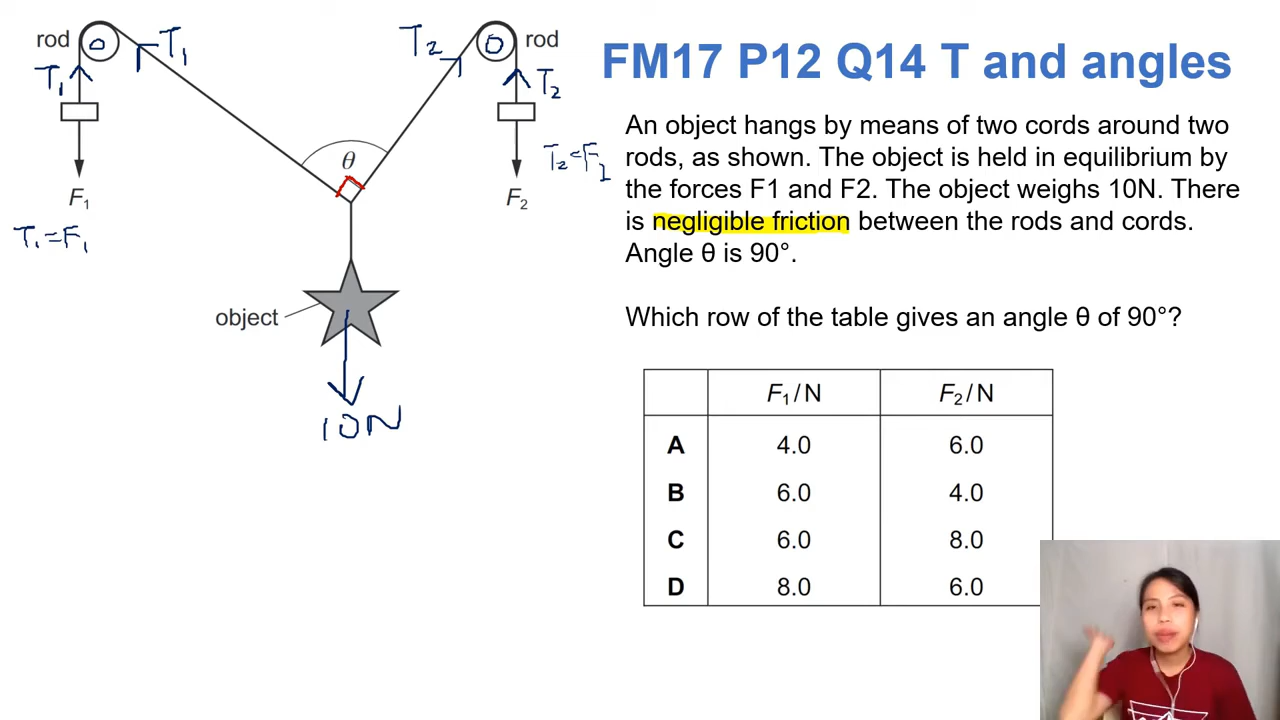 FM17 P12 Q14 T and angles
An object hangs by means of two cords around two
rods, as shown. The object is held in equilibrium by
the forces F1 and F2. The object weighs 10N. There
is negligible friction between the rods and cords.
Angle θ is 90°.
Which row of the table gives an angle θ of 90°?
F₁/N F₂/N
A 4.0 6.0
B 6.0 4.0
C 6.0 8.0
D 8.0 6.0
rod T₁ T₂ rod
T₁ T₂
θ
T₂=F₂
F₁ F₂
T₁=F₁
object
10N